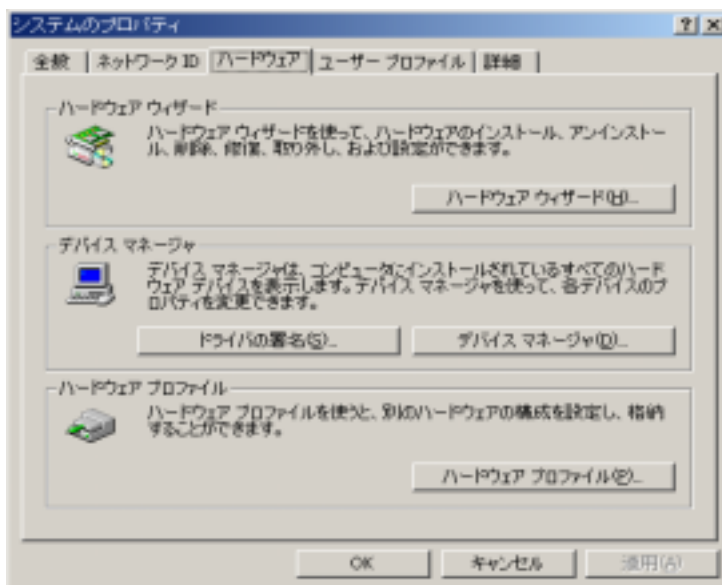 システムのプロパティ
全般 ネットワーク ID ハードウェア ユーザー プロファイル 詳細
ハードウェア ウィザード
ハードウェア ウィザードを使って、ハードウェアのインストール、アンインストー
ル、削除、修復、取り外し、および設定ができます。
ハードウェア ウィザード(H)...
デバイス マネージャ
デバイス マネージャは、コンピュータにインストールされているすべてのハード
ウェア デバイスを表示します。デバイス マネージャを使って、各デバイスのプ
ロパティを変更できます。
ドライバの署名(S)... デバイス マネージャ(D)...
ハードウェア プロファイル
ハードウェア プロファイルを使うと、別のハードウェアの構成を設定し、格納
することができます。
ハードウェア プロファイル(P)...
OK キャンセル 適用(A)